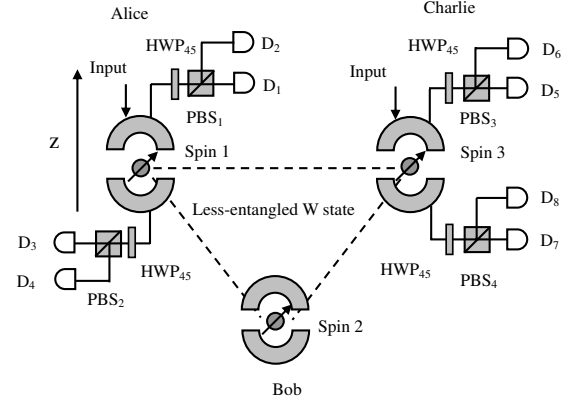 Alice
Charlie
HWP45
D2
D1
PBS1
Input
Z
Spin 1
HWP45
D6
D5
PBS3
Input
Spin 3
Less-entangled W state
D3
D4
HWP45
PBS2
D8
D7
HWP45
PBS4
Spin 2
Bob